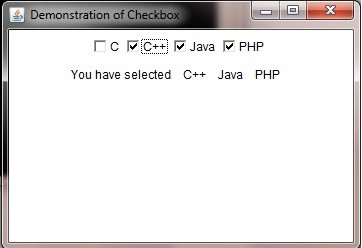 Demonstration of Checkbox
C C++ Java PHP
You have selected C++ Java PHP